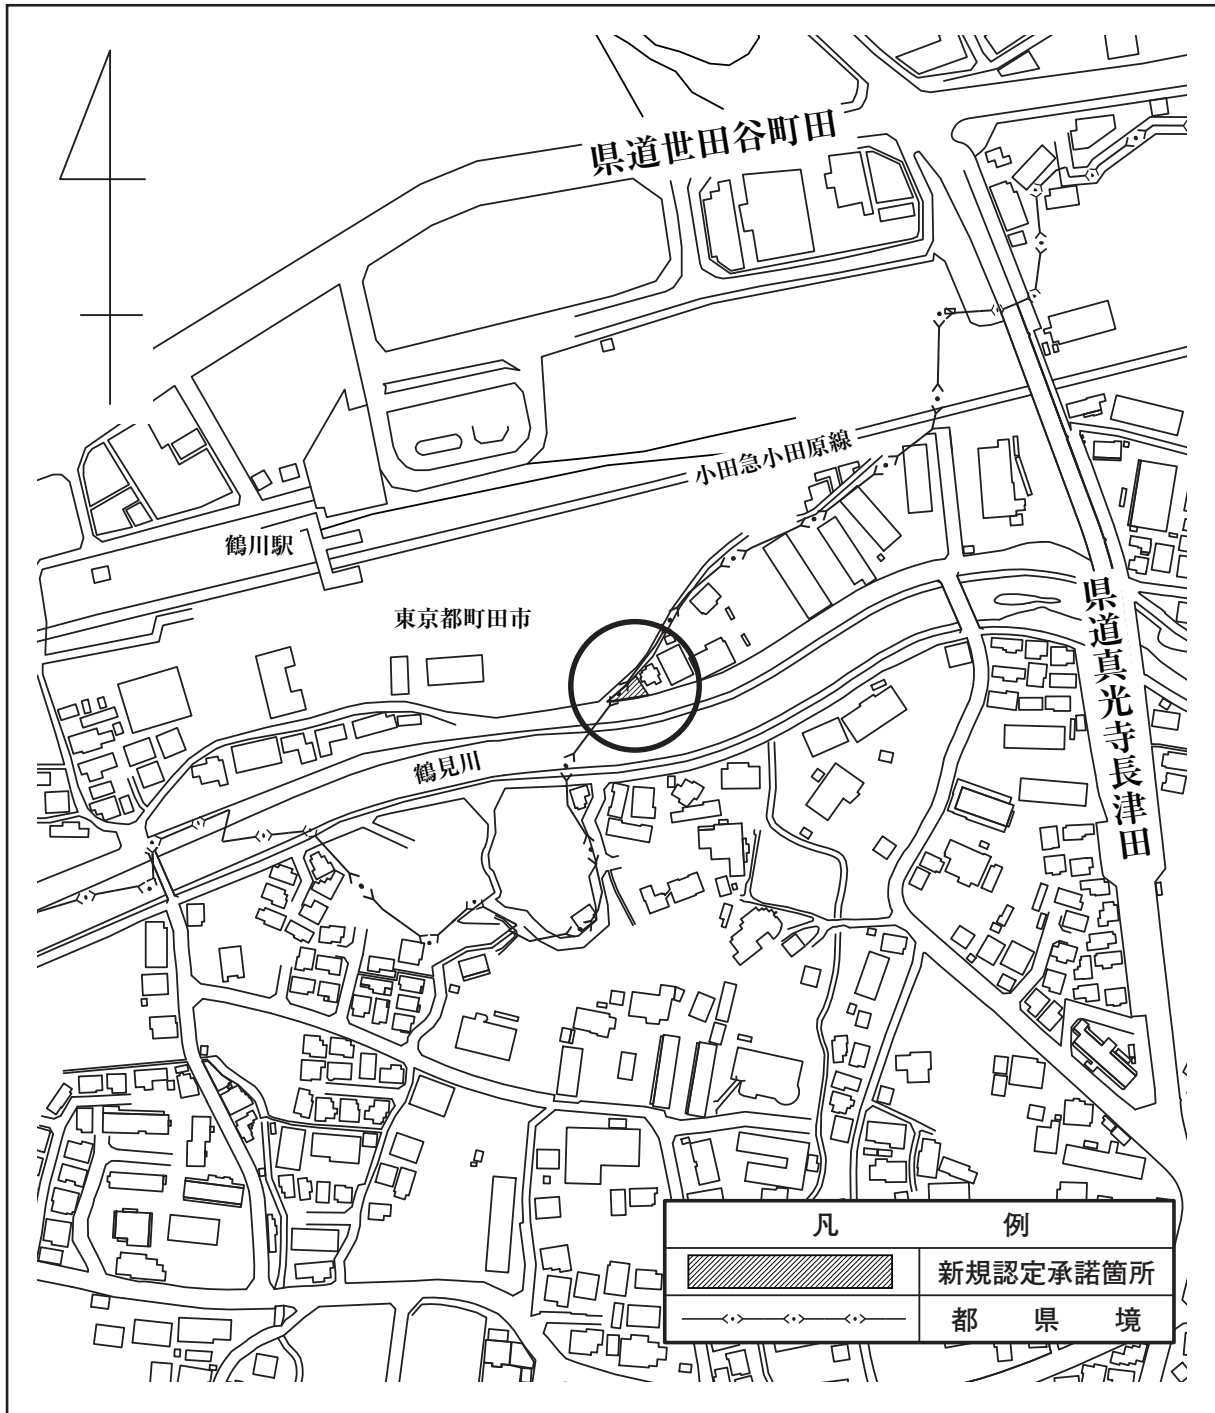 県道世田谷町田
小田急小田原線
鶴川駅
東京都町田市
県道真光寺長津田
鶴見川
凡例
新規認定承諾箇所
都県境